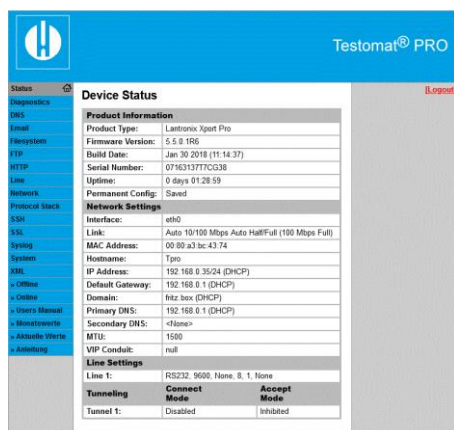 Testomat® PRO
[Logout]
Status
Diagnostics
DNS
Email
Filesystem
FTP
HTTP
Line
Network
Protocol Stack
SSH
SSL
Syslog
System
XML
» Offline
» Online
» Users Manual
» Monatswerte
» Aktuelle Werte
» Anleitung
Device Status
Product Information
Product Type: Lantronix Xport Pro
Firmware Version: 5.5.0.1R6
Build Date: Jan 30 2018 (11:14:37)
Serial Number: 07163137T7CG38
Uptime: 0 days 01:28:59
Permanent Config: Saved
Network Settings
Interface: eth0
Link: Auto 10/100 Mbps Auto Half/Full (100 Mbps Full)
MAC Address: 00:80:a3:bc:43:74
Hostname: Tpro
IP Address: 192.168.0.35/24 (DHCP)
Default Gateway: 192.168.0.1 (DHCP)
Domain: fritz.box (DHCP)
Primary DNS: 192.168.0.1 (DHCP)
Secondary DNS: <None>
MTU: 1500
VIP Conduit: null
Line Settings
Line 1: RS232, 9600, None, 8, 1, None
Tunneling Connect Mode Accept Mode
Tunnel 1: Disabled Inhibited